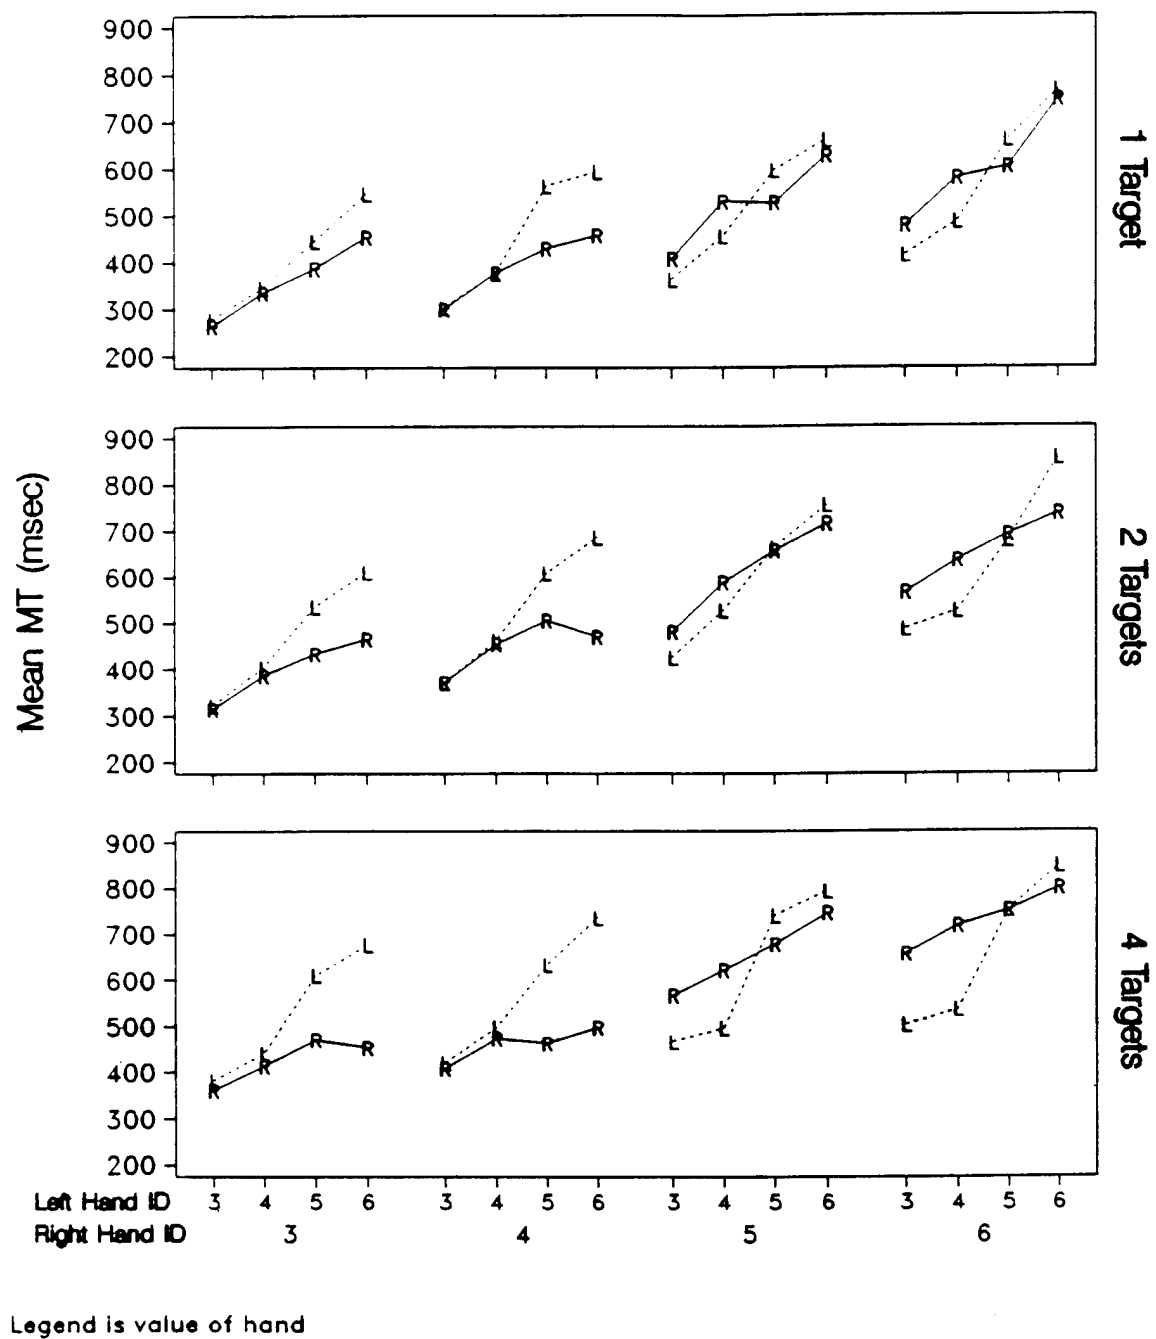 900
800
700
600
500
400
300
200
L L L L
R R R R
L L L L
R R R R
L L L L
R R R R
L L L L
R R R R
1 Target
Mean MT (msec)
900
800
700
600
500
400
300
200
L L L L
R R R R
L L L L
R R R R
L L L L
R R R R
L L L L
R R R R
2 Targets
900
800
700
600
500
400
300
200
L L L L
R R R R
L L L L
R R R R
L L L L
R R R R
L L L L
R R R R
4 Targets
Left Hand ID 3 4 5 6 3 4 5 6 3 4 5 6 3 4 5 6
Right Hand ID 3 4 5 6
Legend is value of hand